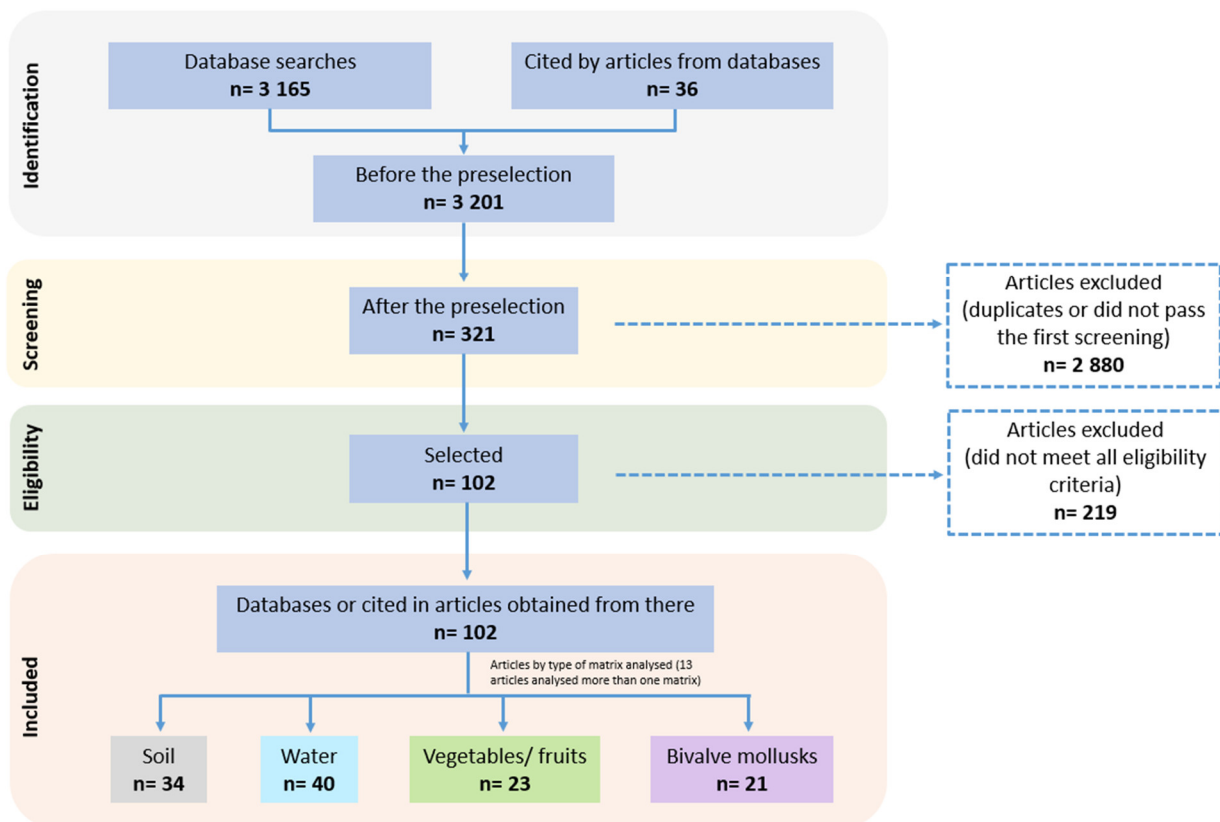 Identification
Database searches
n= 3 165
Cited by articles from databases
n= 36
Before the preselection
n= 3 201
Screening
After the preselection
n= 321
Articles excluded
(duplicates or did not pass
the first screening)
n= 2 880
Eligibility
Selected
n= 102
Articles excluded
(did not meet all eligibility
criteria)
n= 219
Included
Databases or cited in articles obtained from there
n= 102
Articles by type of matrix analysed (13
articles analysed more than one matrix)
Soil
n= 34
Water
n= 40
Vegetables/ fruits
n= 23
Bivalve mollusks
n= 21